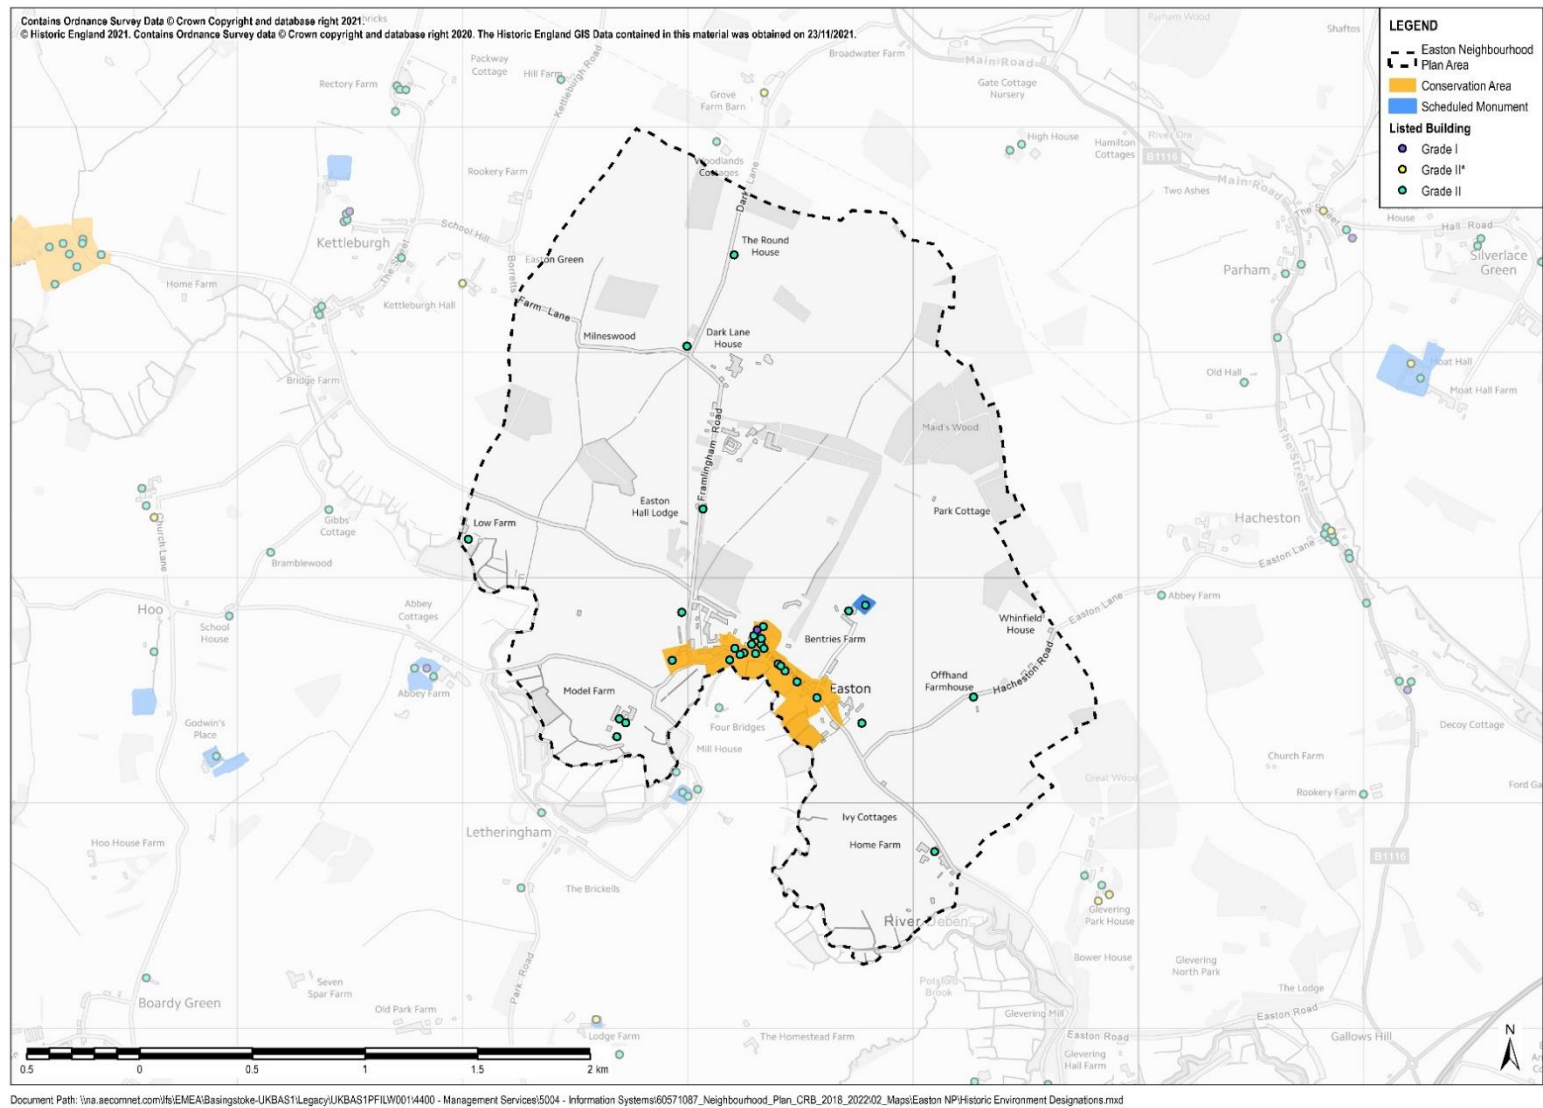 Contains Ordnance Survey Data © Crown Copyright and database right 2021.
© Historic England 2021. Contains Ordnance Survey data © Crown copyright and database right 2020. The Historic England GIS Data contained in this material was obtained on 23/11/2021.
LEGEND
Easton Neighbourhood
Plan Area
Conservation Area
Scheduled Monument
Listed Building
Grade I
Grade II*
Grade II
Parham Wood
Shaftos
Packway
Cottage
Hill Farm
Kettleburgh Road
Broadwater Farm
Main Road
Rectory Farm
Grove
Farm Barn
Gate Cottage
Nursery
High House
Hamilton
Cottages
River Ore
B1116
Main Road
Woodlands
Cottages
Rookery Farm
Dark Lane
Two Ashes
The Street
House
Hall Road
Silverlace
Green
Kettleburgh
School Hill
The Street
Borretts
Easton Green
The Round
House
Parham
Home Farm
Kettleburgh Hall
Farm Lane
Milneswood
Dark Lane
House
Bridge Farm
Old Hall
Moat Hall
Moat Hall Farm
Framlingham Road
Maid's Wood
The Street
Easton
Hall Lodge
Park Cottage
Hacheston
Low Farm
Gibbs'
Cottage
Church Lane
Bramblewood
Easton Lane
Abbey Farm
Hoo
School
House
Abbey
Cottages
Whinfield
House
Easton Lane
Bentries Farm
Hacheston Road
Abbey Farm
Model Farm
Easton
Offhand
Farmhouse
Godwin's
Place
Four Bridges
Mill House
Decoy Cottage
Church Farm
Great Wood
Rookery Farm
Ford Ga
Letheringham
Ivy Cottages
Home Farm
Hoo House Farm
B1116
The Brickells
River Deben
Glevering
Park House
Bower House
Glevering
North Park
Park Road
Seven
Spar Farm
Potsford
Brook
The Lodge
Boardy Green
Old Park Farm
Glevering Mill
Easton Road
Lodge Farm
The Homestead Farm
Easton Road
Gallows Hill
Glevering
Hall Farm
N
0.5 0 0.5 1 1.5 2 km
Document Path: \\na.aecomnet.com\lfs\EMEA\Basingstoke-UKBAS1\Legacy\UKBAS1PFILW001\4400 - Management Services\5004 - Information Systems\60571087_Neighbourhood_Plan_CRB_2018_2022\02_Maps\Easton NP\Historic Environment Designations.mxd